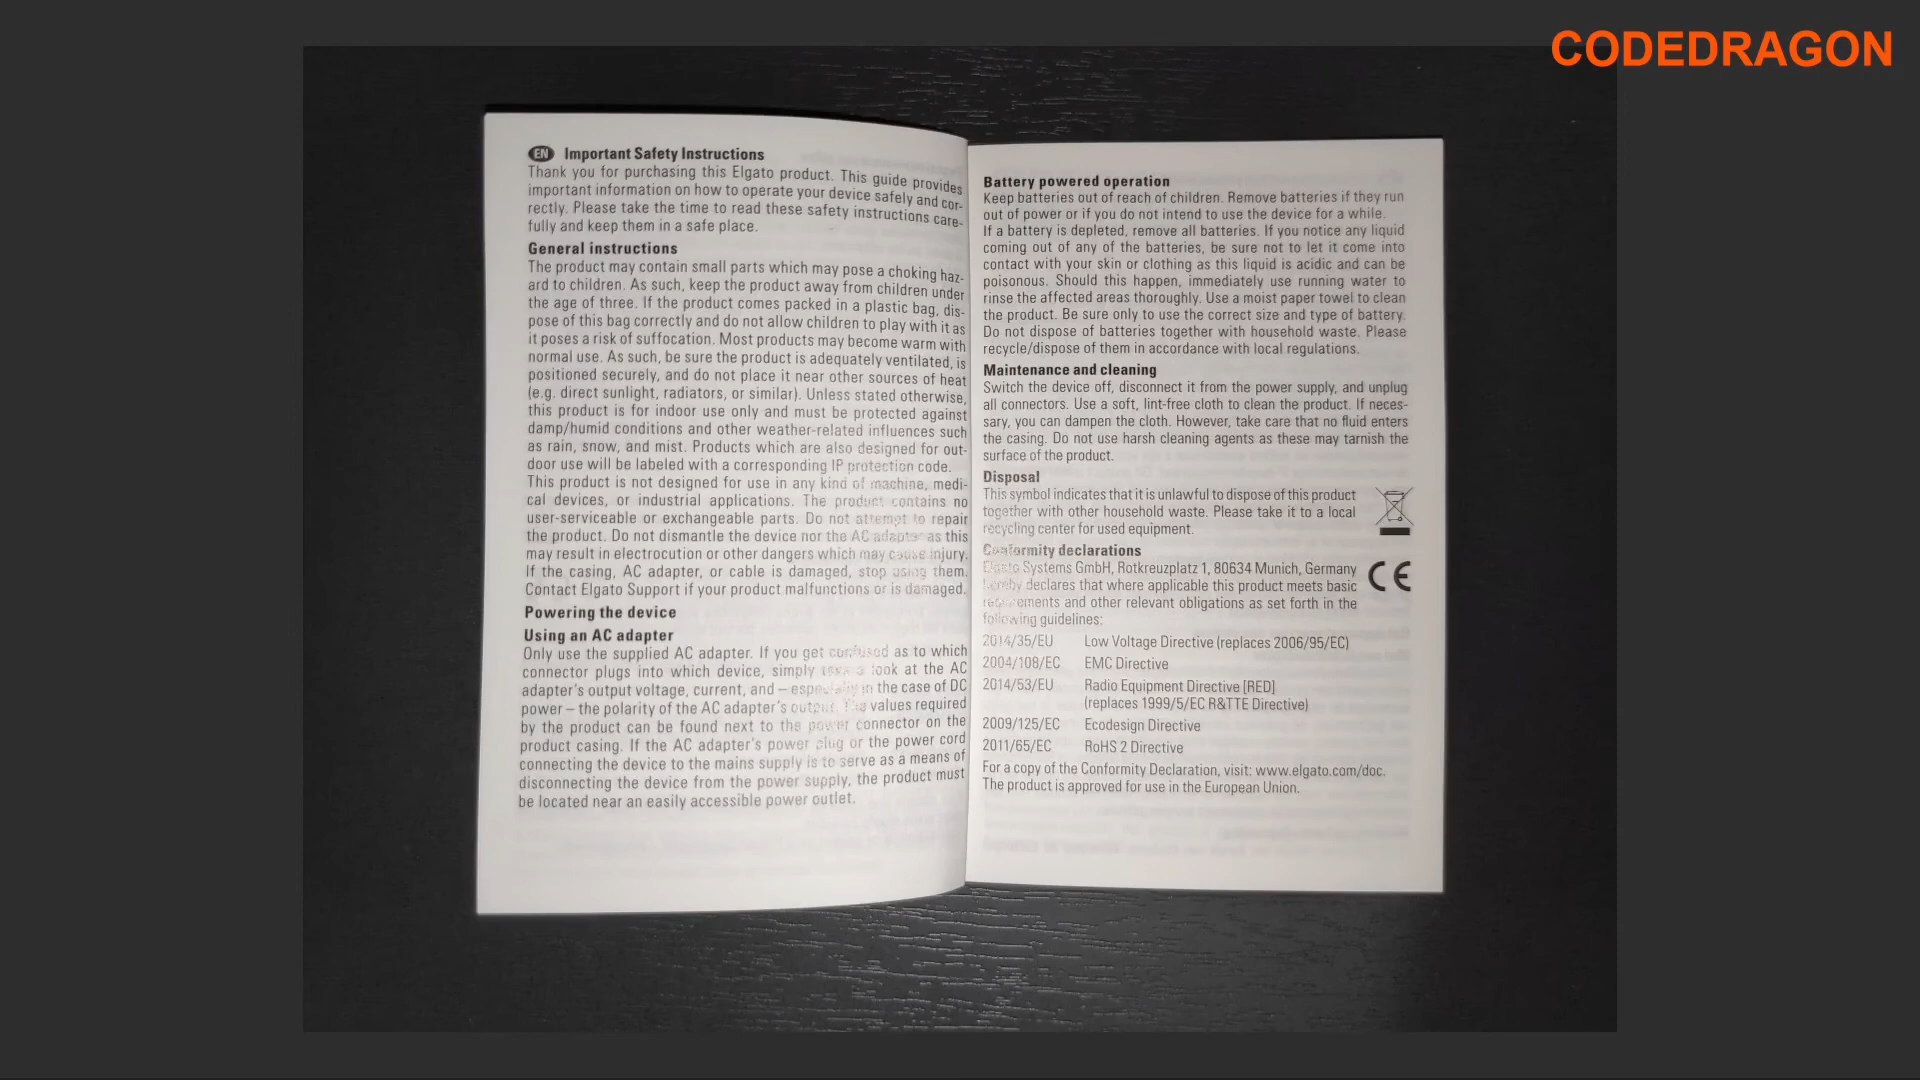 CODEDRAGON
EN Important Safety Instructions
Thank you for purchasing this Elgato product. This guide provides
important information on how to operate your device safely and cor-
rectly. Please take the time to read these safety instructions care-
fully and keep them in a safe place.
General instructions
The product may contain small parts which may pose a choking haz-
ard to children. As such, keep the product away from children under
the age of three. If the product comes packed in a plastic bag, dis-
pose of this bag correctly and do not allow children to play with it as
it poses a risk of suffocation. Most products may become warm with
normal use. As such, be sure the product is adequately ventilated, is
positioned securely, and do not place it near other sources of heat
(e.g. direct sunlight, radiators, or similar). Unless stated otherwise,
this product is for indoor use only and must be protected against
damp/humid conditions and other weather-related influences such
as rain, snow, and mist. Products which are also designed for out-
door use will be labeled with a corresponding IP protection code.
This product is not designed for use in any kind of machine, medi-
cal devices, or industrial applications. The product contains no
user-serviceable or exchangeable parts. Do not attempt to repair
the product. Do not dismantle the device nor the AC adapter as this
may result in electrocution or other dangers which may cause injury.
If the casing, AC adapter, or cable is damaged, stop using them.
Contact Elgato Support if your product malfunctions or is damaged.
Powering the device
Using an AC adapter
Only use the supplied AC adapter. If you get confused as to which
connector plugs into which device, simply take a look at the AC
adapter's output voltage, current, and – especially in the case of DC
power – the polarity of the AC adapter's output. The values required
by the product can be found next to the power connector on the
product casing. If the AC adapter's power plug or the power cord
connecting the device to the mains supply is to serve as a means of
disconnecting the device from the power supply, the product must
be located near an easily accessible power outlet.
Battery powered operation
Keep batteries out of reach of children. Remove batteries if they run
out of power or if you do not intend to use the device for a while.
If a battery is depleted, remove all batteries. If you notice any liquid
coming out of any of the batteries, be sure not to let it come into
contact with your skin or clothing as this liquid is acidic and can be
poisonous. Should this happen, immediately use running water to
rinse the affected areas thoroughly. Use a moist paper towel to clean
the product. Be sure only to use the correct size and type of battery.
Do not dispose of batteries together with household waste. Please
recycle/dispose of them in accordance with local regulations.
Maintenance and cleaning
Switch the device off, disconnect it from the power supply, and unplug
all connectors. Use a soft, lint-free cloth to clean the product. If neces-
sary, you can dampen the cloth. However, take care that no fluid enters
the casing. Do not use harsh cleaning agents as these may tarnish the
surface of the product.
Disposal
This symbol indicates that it is unlawful to dispose of this product
together with other household waste. Please take it to a local
recycling center for used equipment.
Conformity declarations
Elgato Systems GmbH, Rotkreuzplatz 1, 80634 Munich, Germany
hereby declares that where applicable this product meets basic
requirements and other relevant obligations as set forth in the
following guidelines:
CE
2014/35/EU Low Voltage Directive (replaces 2006/95/EC)
2004/108/EC EMC Directive
2014/53/EU Radio Equipment Directive [RED]
(replaces 1999/5/EC R&TTE Directive)
2009/125/EC Ecodesign Directive
2011/65/EC RoHS 2 Directive
For a copy of the Conformity Declaration, visit: www.elgato.com/doc.
The product is approved for use in the European Union.